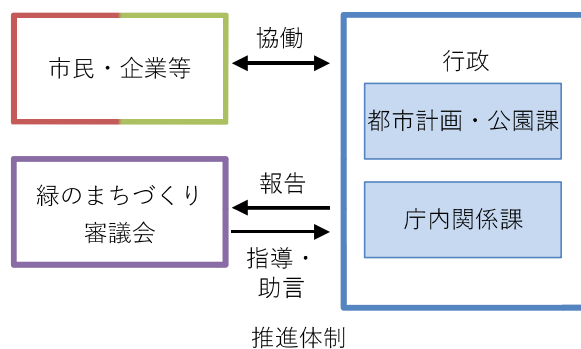 市民・企業等
協働
行政
都市計画・公園課
緑のまちづくり
審議会
報告
庁内関係課
指導・
助言
推進体制